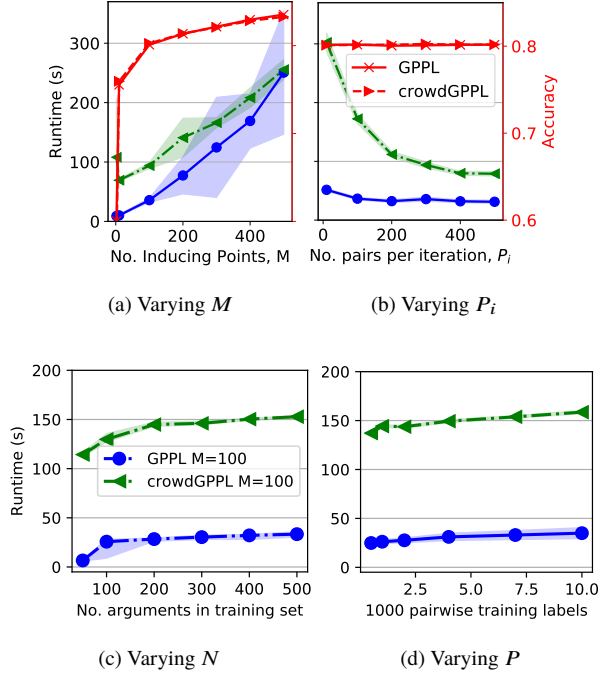 300
200
100
0
Runtime (s)
0
200
400
No. Inducing Points, M
(a) Varying M
GPPL
crowdGPPL
0.8
0.7
0.6
Accuracy
0
200
400
No. pairs per iteration, Pi
(b) Varying Pi
200
150
100
50
0
Runtime (s)
GPPL M=100
crowdGPPL M=100
100
200
300
400
500
No. arguments in training set
(c) Varying N
200
150
100
50
0
2.5
5.0
7.5
10.0
1000 pairwise training labels
(d) Varying P